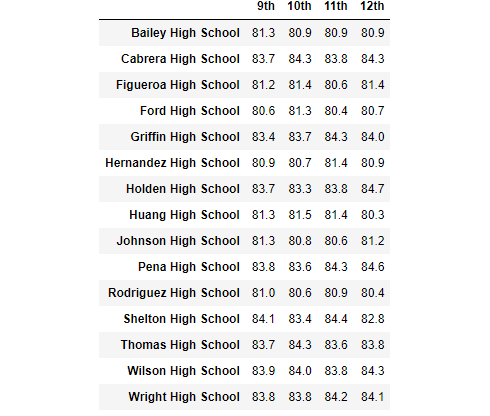 9th 10th 11th 12th
Bailey High School 81.3 80.9 80.9 80.9
Cabrera High School 83.7 84.3 83.8 84.3
Figueroa High School 81.2 81.4 80.6 81.4
Ford High School 80.6 81.3 80.4 80.7
Griffin High School 83.4 83.7 84.3 84.0
Hernandez High School 80.9 80.7 81.4 80.9
Holden High School 83.7 83.3 83.8 84.7
Huang High School 81.3 81.5 81.4 80.3
Johnson High School 81.3 80.8 80.6 81.2
Pena High School 83.8 83.6 84.3 84.6
Rodriguez High School 81.0 80.6 80.9 80.4
Shelton High School 84.1 83.4 84.4 82.8
Thomas High School 83.7 84.3 83.6 83.8
Wilson High School 83.9 84.0 83.8 84.3
Wright High School 83.8 83.8 84.2 84.1